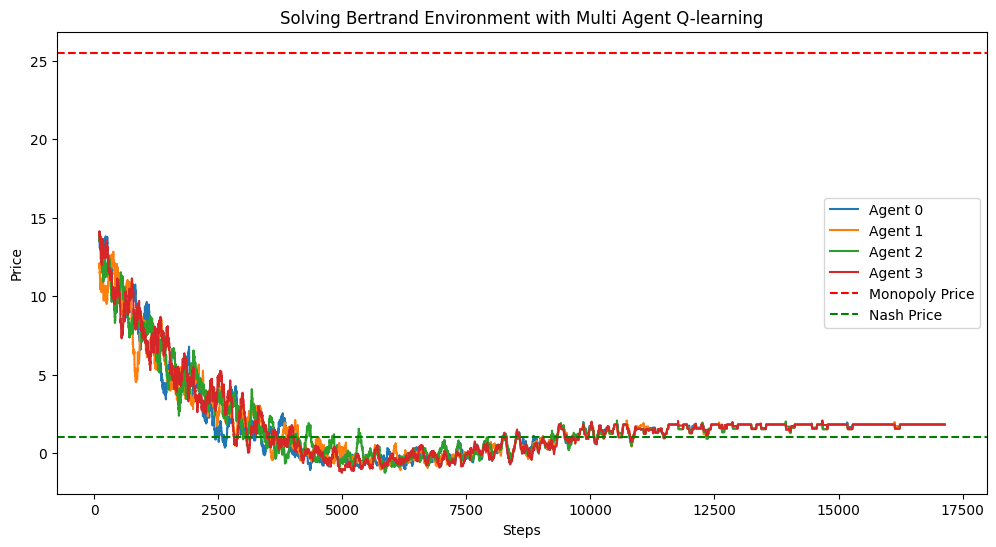 Solving Bertrand Environment with Multi Agent Q-learning
Price
25
20
15
10
5
0
Agent 0
Agent 1
Agent 2
Agent 3
Monopoly Price
Nash Price
0
2500
5000
7500
10000
12500
15000
17500
Steps